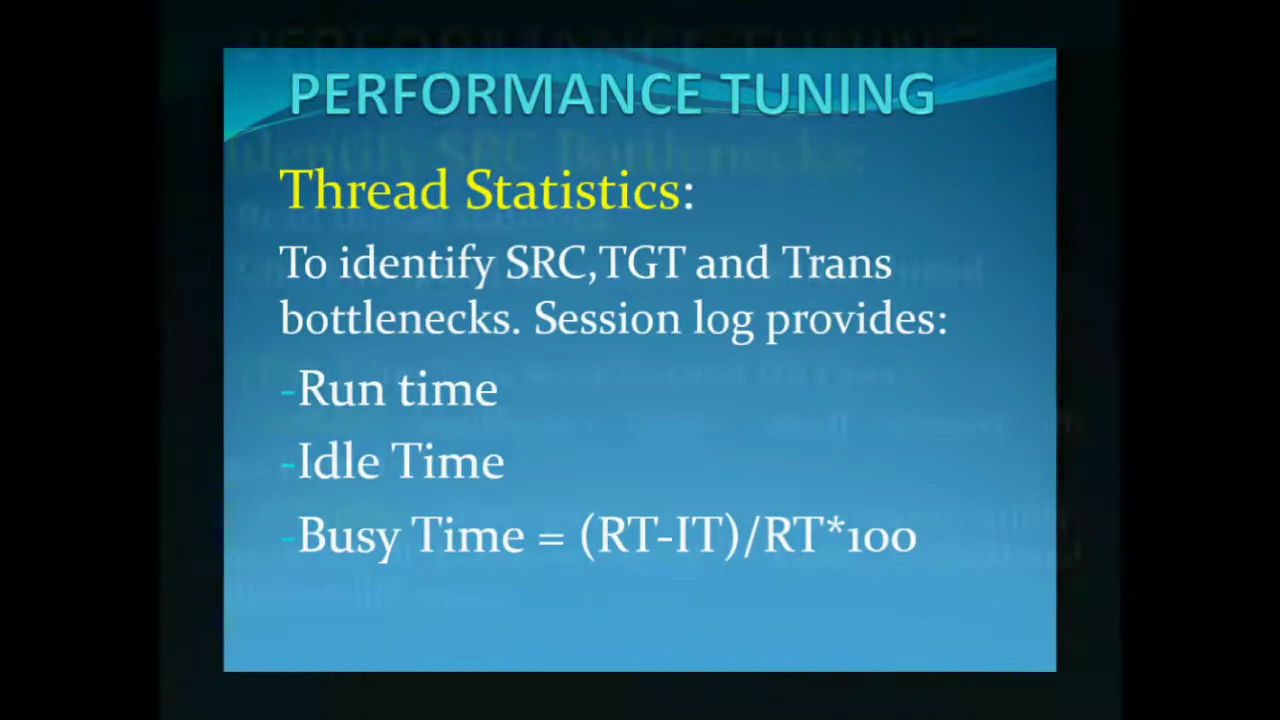 PERFORMANCE TUNING
Thread Statistics:
To identify SRC,TGT and Trans
bottlenecks. Session log provides:
-Run time
-Idle Time
-Busy Time = (RT-IT)/RT*100